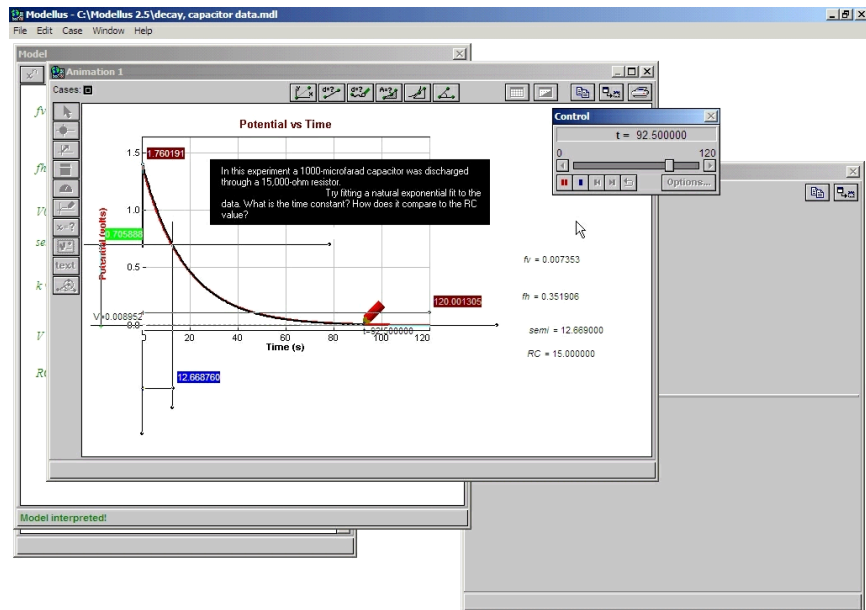 Modellus - C:\Modellus 2.5\decay, capacitor data.mdl
File Edit Case Window Help
Model
Animation 1
Cases:
Control
t = 92.500000
0 120
Options...
Potential vs Time
1.760191
In this experiment a 1000-microfarad capacitor was discharged
through a 15,000-ohm resistor.
Try fitting a natural exponential fit to the
data. What is the time constant? How does it compare to the RC
value?
Potential (volts)
1.5
1.0
0.705888
0.5
120.001305
V=0.008952
0.0
t=92.500000
0 20 40 60 80 100 120
Time (s)
12.668760
fv = 0.007353
fh = 0.351906
semi = 12.669000
RC = 15.000000
text
fv
fh
k
V
Model interpreted!